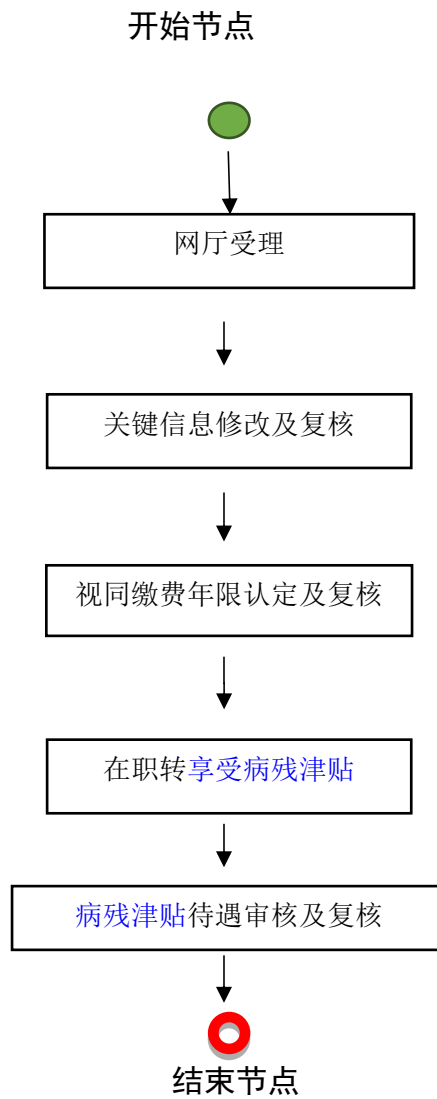 开始节点
网厅受理
关键信息修改及复核
视同缴费年限认定及复核
在职转享受病残津贴
病残津贴待遇审核及复核
结束节点